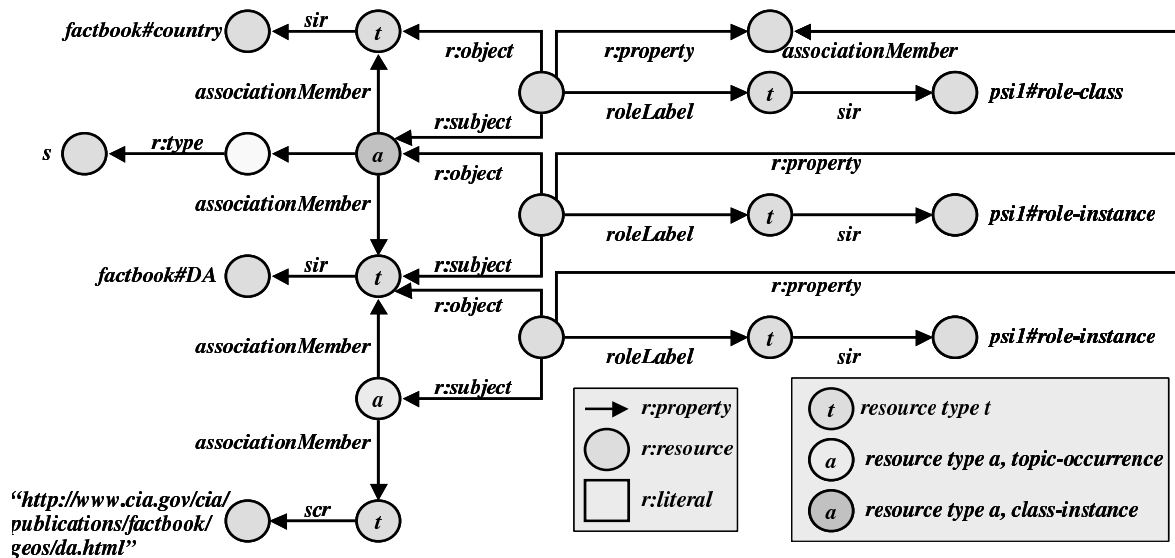 factbook#country
sir
t
r:object
r:property
associationMember
associationMember
roleLabel
t
sir
psi1#role-class
r:subject
s
r:type
a
r:object
r:property
associationMember
roleLabel
t
sir
psi1#role-instance
factbook#DA
sir
t
r:subject
r:object
r:property
associationMember
roleLabel
t
sir
psi1#role-instance
a
r:subject
associationMember
"http://www.cia.gov/cia/
publications/factbook/
geos/da.html"
scr
t
r:property
r:resource
r:literal
t resource type t
a resource type a, topic-occurrence
a resource type a, class-instance